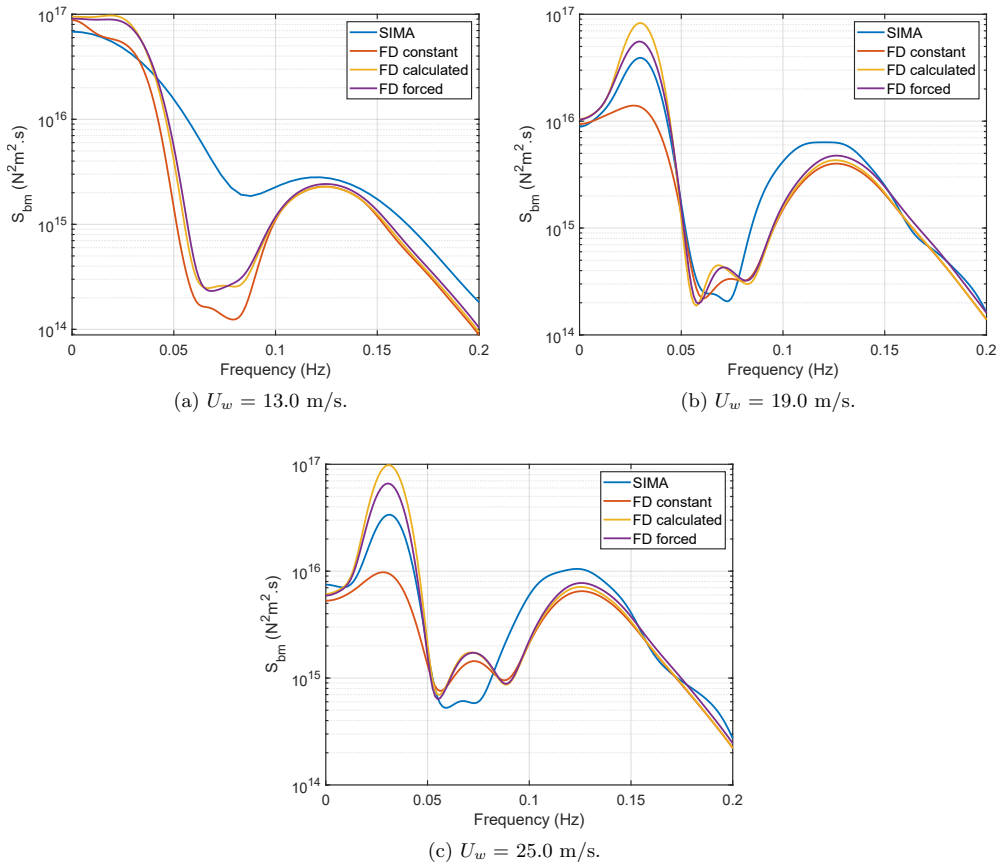 10^17
10^16
10^15
10^14
S_bm (N^2m^2.s)
0
0.05
0.1
0.15
0.2
Frequency (Hz)
SIMA
FD constant
FD calculated
FD forced
(a) U_w = 13.0 m/s.
10^17
10^16
10^15
10^14
S_bm (N^2m^2.s)
0
0.05
0.1
0.15
0.2
Frequency (Hz)
SIMA
FD constant
FD calculated
FD forced
(b) U_w = 19.0 m/s.
10^17
10^16
10^15
10^14
S_bm (N^2m^2.s)
0
0.05
0.1
0.15
0.2
Frequency (Hz)
SIMA
FD constant
FD calculated
FD forced
(c) U_w = 25.0 m/s.